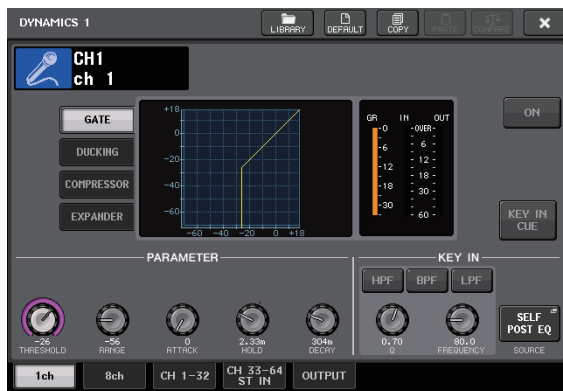 DYNAMICS 1
LIBRARY DEFAULT COPY PASTE COMPARE
CH1
ch 1
GATE
DUCKING
COMPRESSOR
EXPANDER
+18
0
-20
-40
-60
-60 -40 -20 0 +18
GR IN OUT
-0 -OVER-
-6 - 6 -
-12 - 12 -
-18 - 18 -
- 30 -
-30
- 60 -
ON
KEY IN
CUE
PARAMETER
KEY IN
HPF BPF LPF
-26 -56 0 2.33m 304m 0.70 80.0
THRESHOLD RANGE ATTACK HOLD DECAY Q FREQUENCY
SELF
POST EQ
SOURCE
1ch 8ch CH 1-32 CH 33-64 ST IN OUTPUT